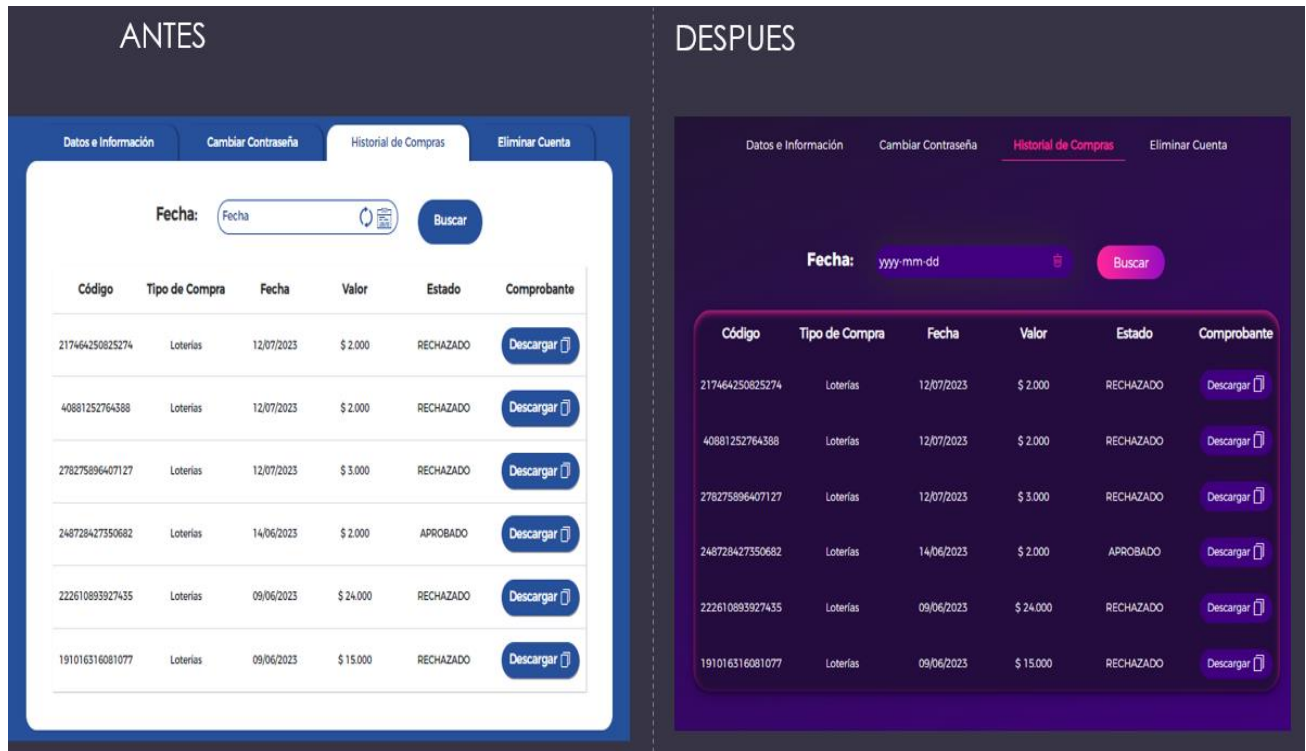 ANTES
Datos e Información Cambiar Contraseña Historial de Compras Eliminar Cuenta
Fecha: Fecha Buscar
Código Tipo de Compra Fecha Valor Estado Comprobante
217464250825274 Loterías 12/07/2023 $ 2.000 RECHAZADO Descargar
40881252764388 Loterías 12/07/2023 $ 2.000 RECHAZADO Descargar
278275896407127 Loterías 12/07/2023 $ 3.000 RECHAZADO Descargar
248728427350682 Loterías 14/06/2023 $ 2.000 APROBADO Descargar
222610893927435 Loterías 09/06/2023 $ 24.000 RECHAZADO Descargar
191016316081077 Loterías 09/06/2023 $ 15.000 RECHAZADO Descargar
DESPUES
Datos e Información Cambiar Contraseña Historial de Compras Eliminar Cuenta
Fecha: yyyy-mm-dd Buscar
Código Tipo de Compra Fecha Valor Estado Comprobante
217464250825274 Loterías 12/07/2023 $ 2.000 RECHAZADO Descargar
40881252764388 Loterías 12/07/2023 $ 2.000 RECHAZADO Descargar
278275896407127 Loterías 12/07/2023 $ 3.000 RECHAZADO Descargar
248728427350682 Loterías 14/06/2023 $ 2.000 APROBADO Descargar
222610893927435 Loterías 09/06/2023 $ 24.000 RECHAZADO Descargar
191016316081077 Loterías 09/06/2023 $ 15.000 RECHAZADO Descargar